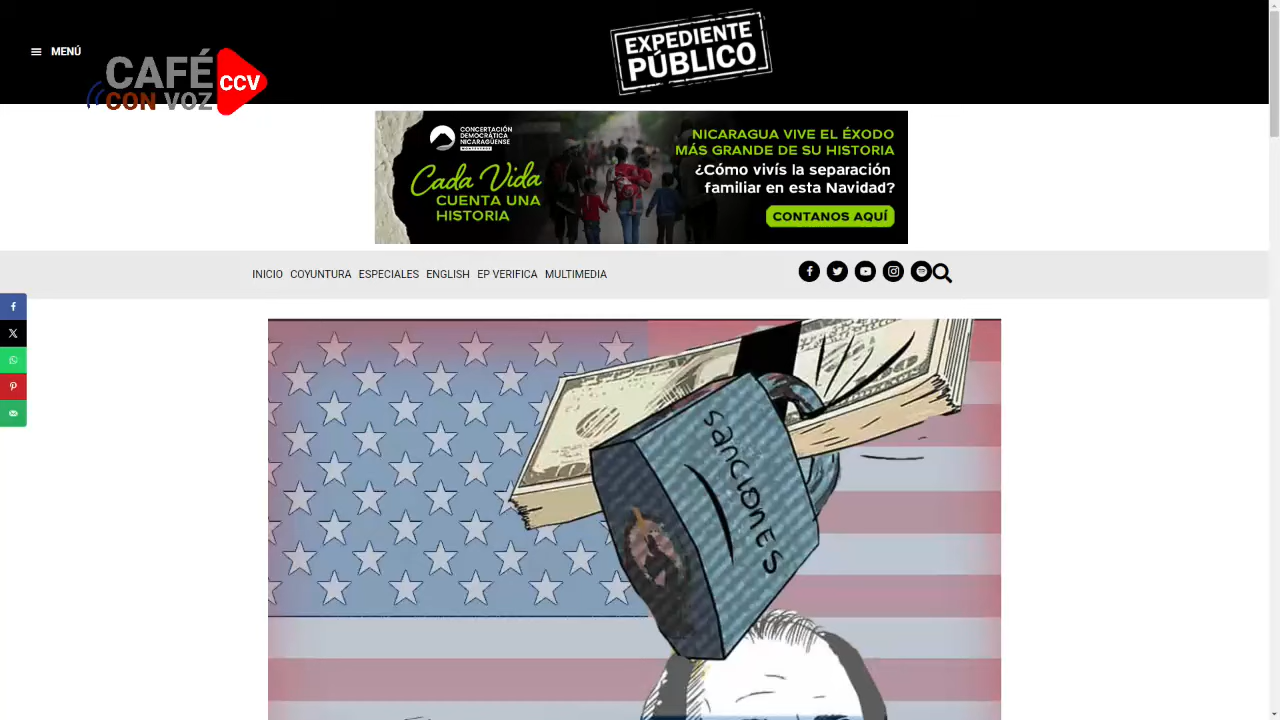 MENÚ
CAFÉ
CON VOZ
CCV
EXPEDIENTE
PÚBLICO
CONCERTACIÓN
DEMOCRÁTICA
NICARAGÜENSE
MONTEVERDE
Cada Vida
CUENTA UNA
HISTORIA
NICARAGUA VIVE EL ÉXODO
MÁS GRANDE DE SU HISTORIA
¿Cómo vivís la separación
familiar en esta Navidad?
CONTANOS AQUÍ
INICIO COYUNTURA ESPECIALES ENGLISH EP VERIFICA MULTIMEDIA
sanciones